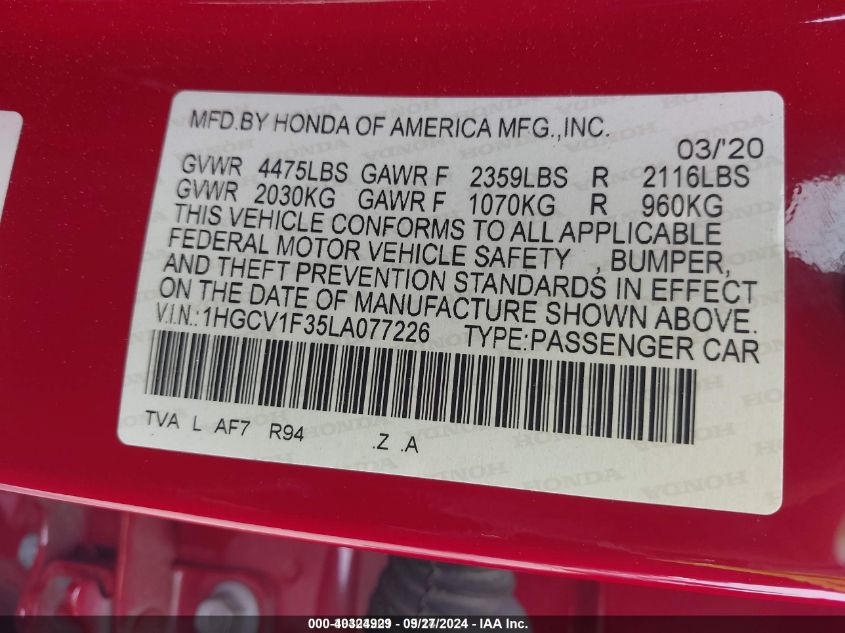 MFD.BY HONDA OF AMERICA MFG.,INC.
03/'20
GVWR 4475LBS GAWR F 2359LBS R 2116LBS
GVWR 2030KG GAWR F 1070KG R 960KG
THIS VEHICLE CONFORMS TO ALL APPLICABLE
FEDERAL MOTOR VEHICLE SAFETY , BUMPER,
AND THEFT PREVENTION STANDARDS IN EFFECT
ON THE DATE OF MANUFACTURE SHOWN ABOVE.
V.I.N.:1HGCV1F35LA077226 TYPE:PASSENGER CAR
TVA L AF7 R94 .Z .A
09/27/2024 - IAA Inc.